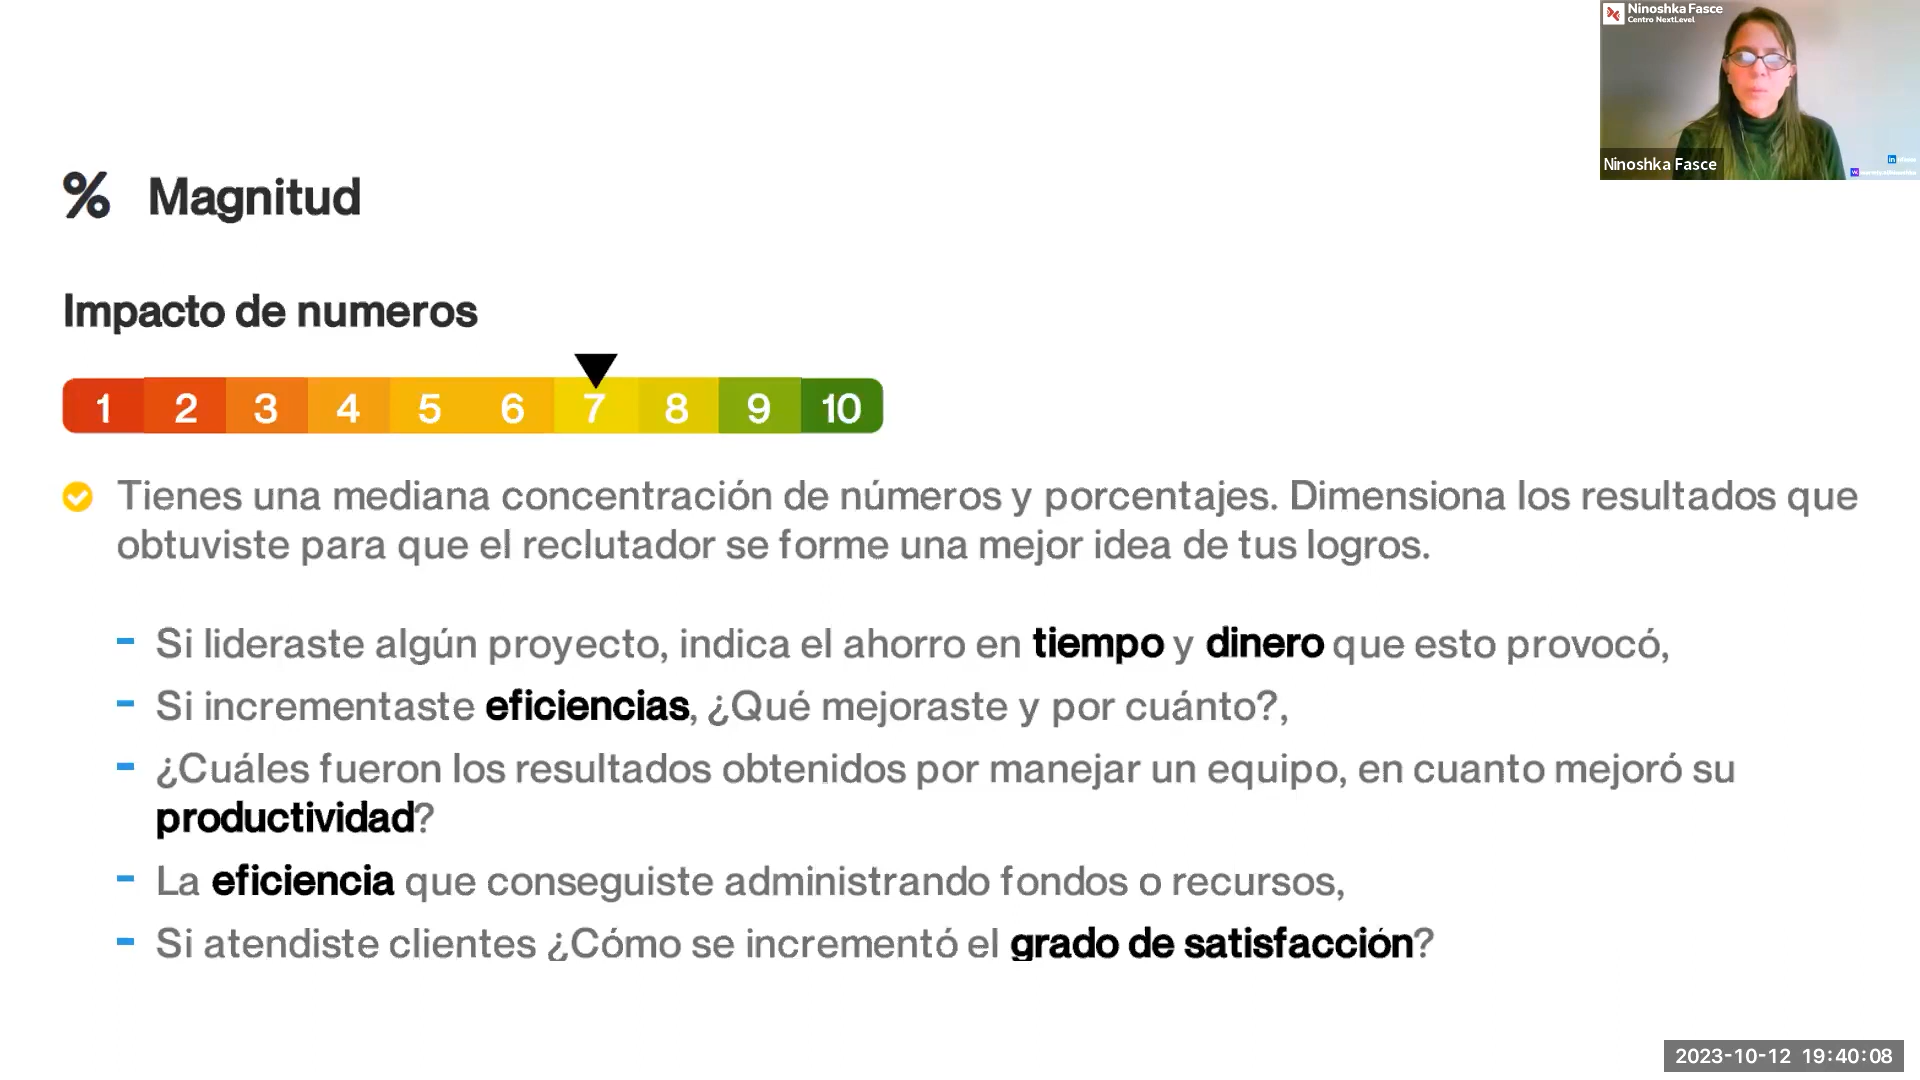 Ninoshka Fasce
Centro NextLevel
Ninoshka Fasce
% Magnitud
Impacto de numeros
1 2 3 4 5 6 7 8 9 10
Tienes una mediana concentración de números y porcentajes. Dimensiona los resultados que
obtuviste para que el reclutador se forme una mejor idea de tus logros.
- Si lideraste algún proyecto, indica el ahorro en tiempo y dinero que esto provocó,
- Si incrementaste eficiencias, ¿Qué mejoraste y por cuánto?,
- ¿Cuáles fueron los resultados obtenidos por manejar un equipo, en cuanto mejoró su
productividad?
- La eficiencia que conseguiste administrando fondos o recursos,
- Si atendiste clientes ¿Cómo se incrementó el grado de satisfacción?
2023-10-12 19:40:08